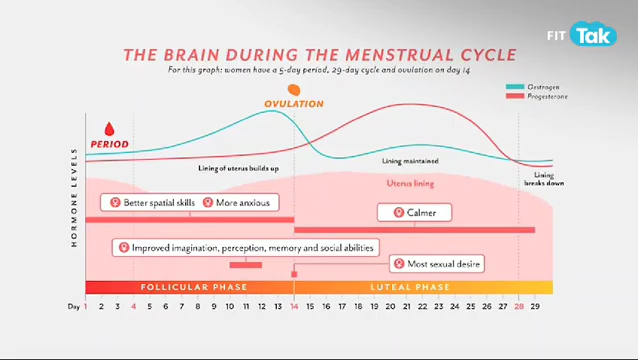 FIT Tak
THE BRAIN DURING THE MENSTRUAL CYCLE
For this graph: women have a 5-day period, 29-day cycle and ovulation on day 14
Oestrogen
Progesterone
OVULATION
PERIOD
HORMONE LEVELS
Lining of uterus builds up
Lining maintained
Lining
breaks down
Uterus lining
Better spatial skills
More anxious
Calmer
Improved imagination, perception, memory and social abilities
Most sexual desire
FOLLICULAR PHASE
LUTEAL PHASE
Day 1 2 3 4 5 6 7 8 9 10 11 12 13 14 15 16 17 18 19 20 21 22 23 24 25 26 27 28 29